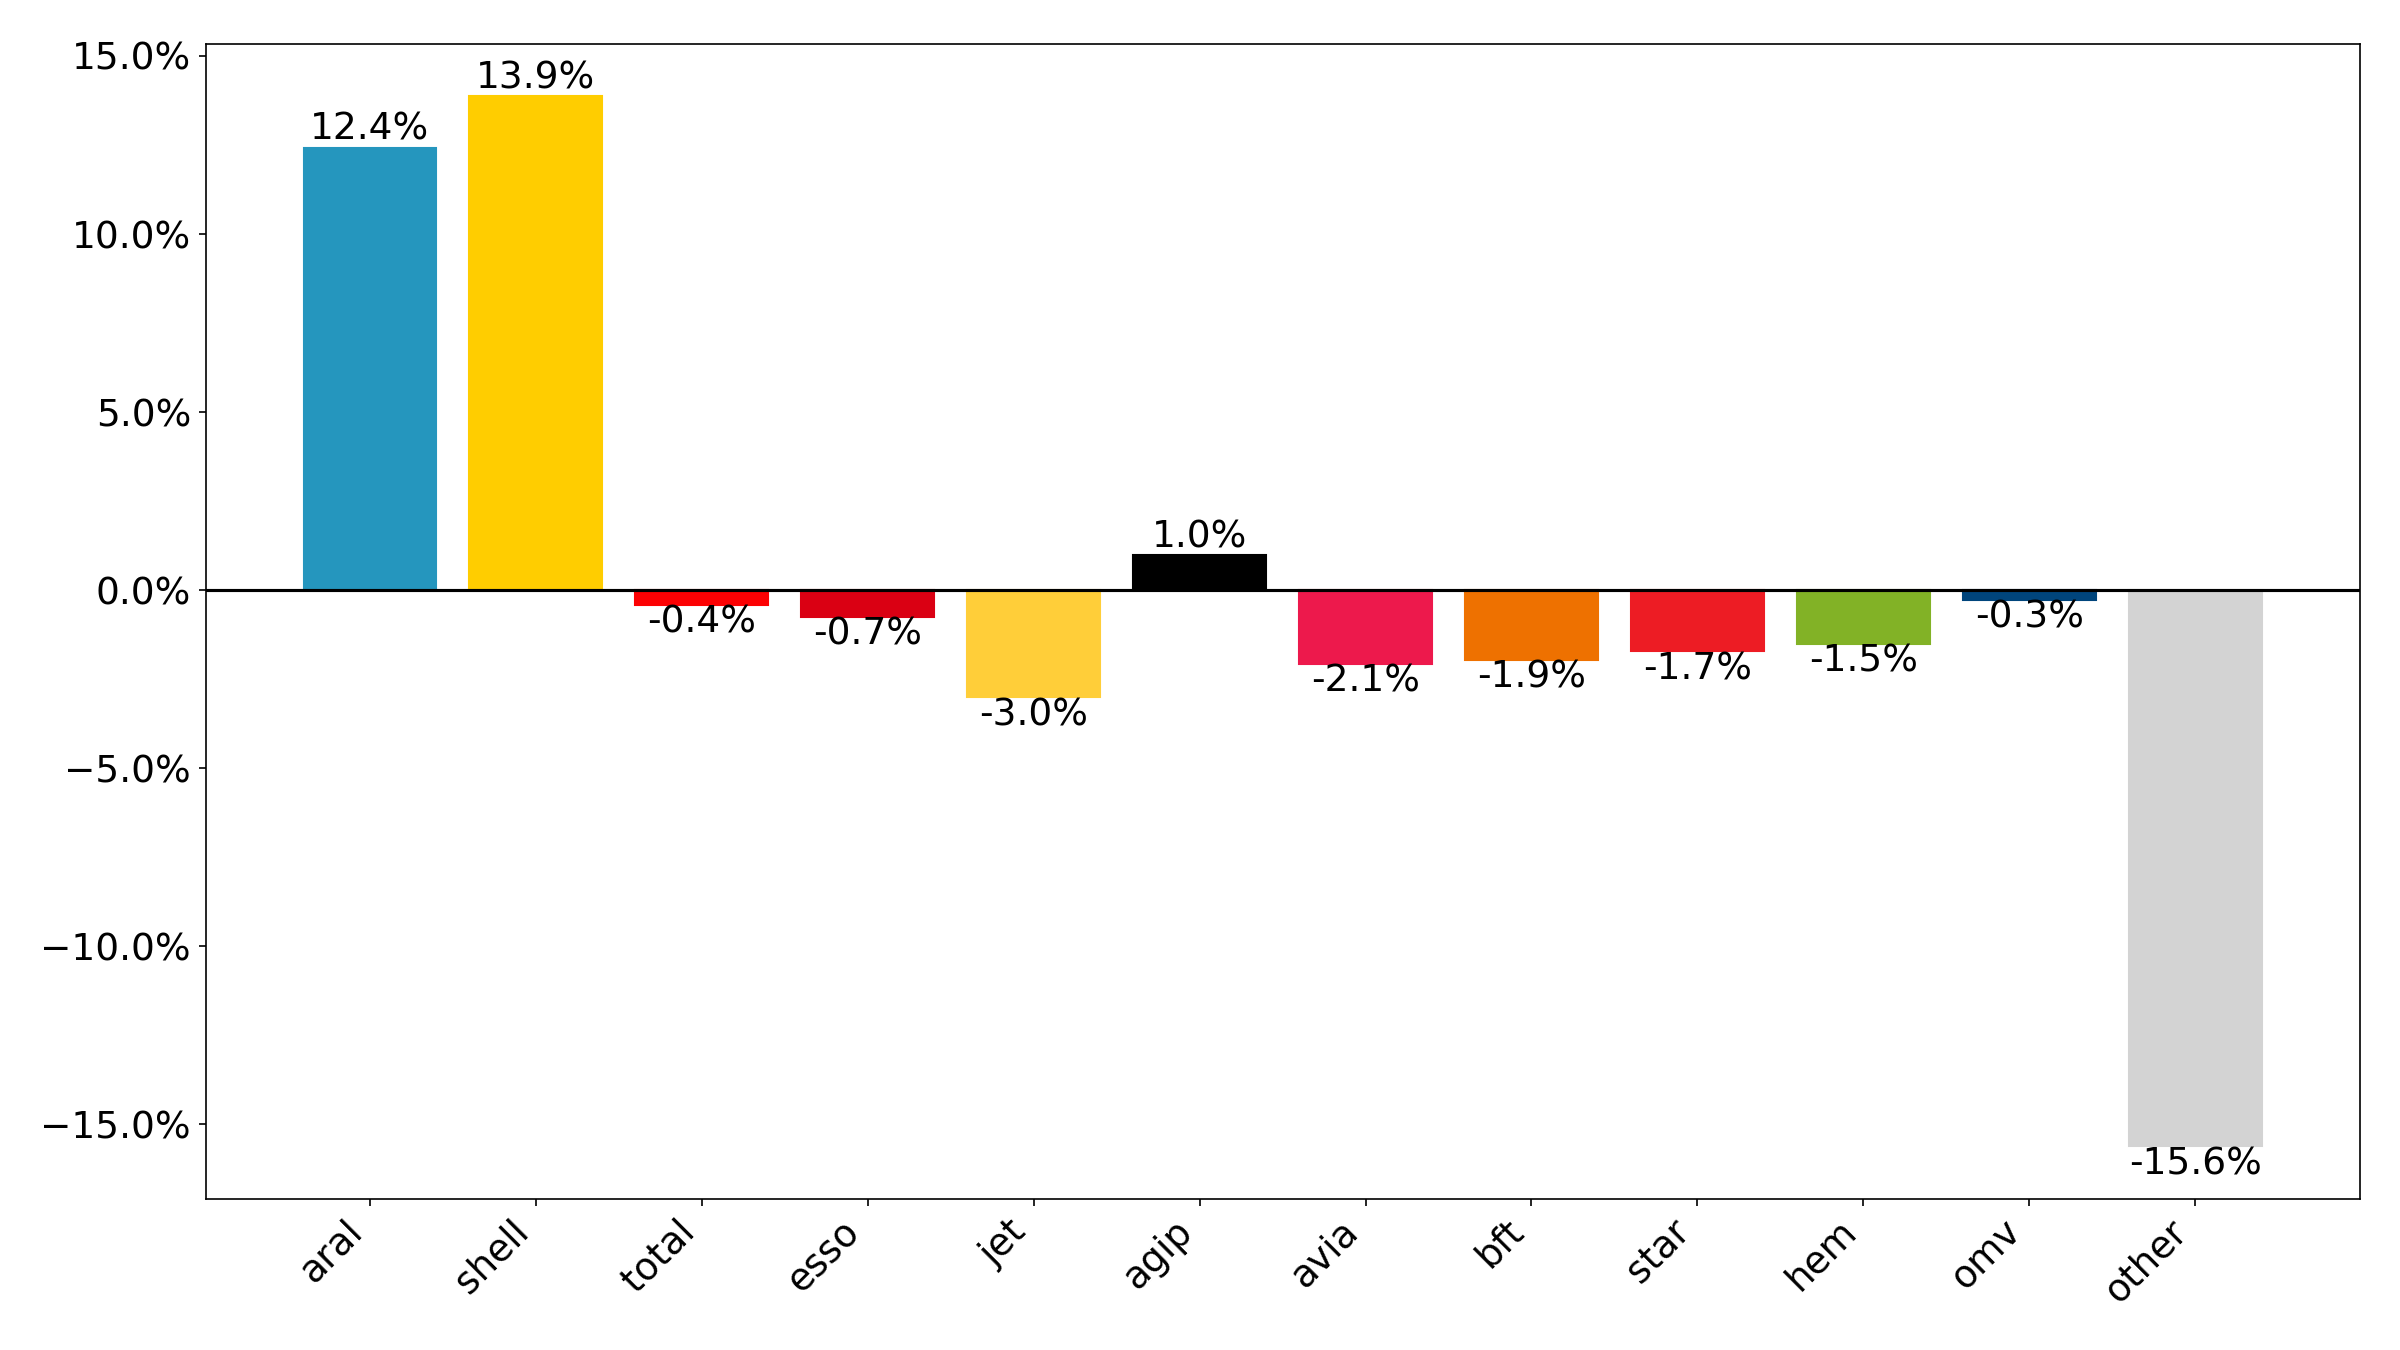 15.0%
10.0%
5.0%
0.0%
−5.0%
−10.0%
−15.0%
12.4%
13.9%
-0.4%
-0.7%
-3.0%
1.0%
-2.1%
-1.9%
-1.7%
-1.5%
-0.3%
-15.6%
aral
shell
total
esso
jet
agip
avia
bft
star
hem
omv
other